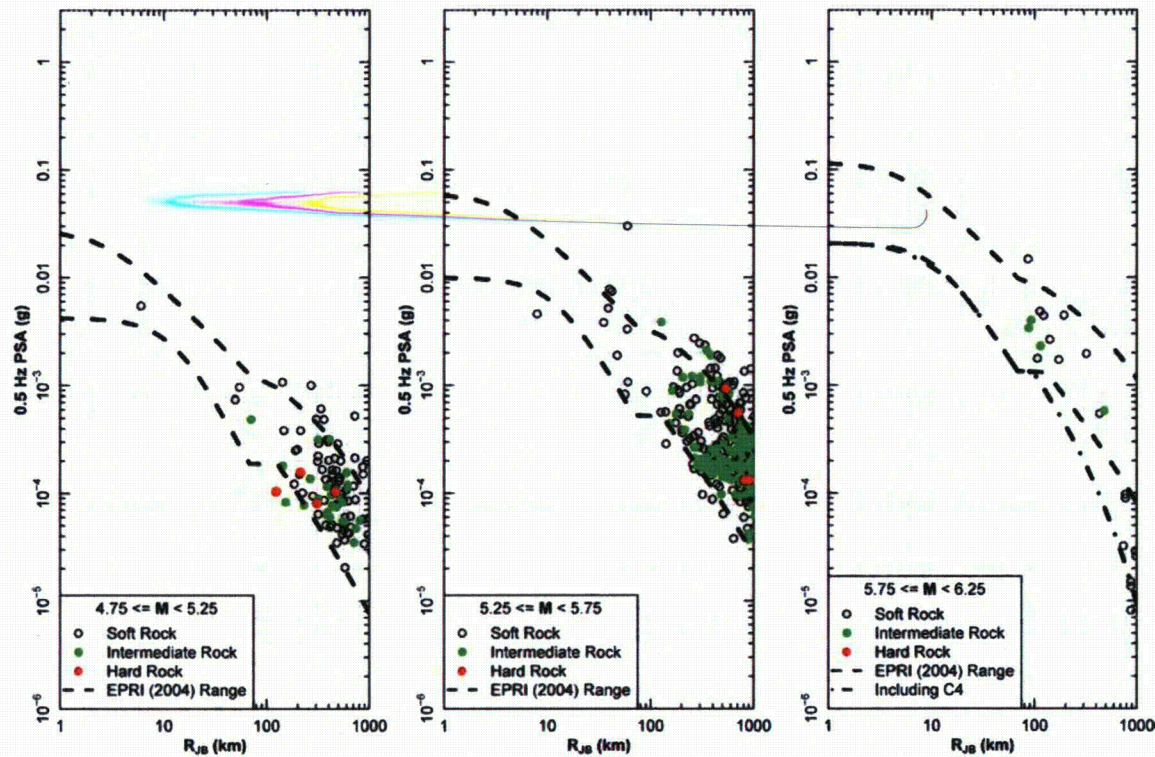 0.5 Hz PSA (g)
1
0.1
0.01
10⁻³
10⁻⁴
10⁻⁵
10⁻⁶
4.75 <= M < 5.25
Soft Rock
Intermediate Rock
Hard Rock
EPRI (2004) Range
1 10 100 1000
R_JB (km)
0.5 Hz PSA (g)
1
0.1
0.01
10⁻³
10⁻⁴
10⁻⁵
10⁻⁶
5.25 <= M < 5.75
Soft Rock
Intermediate Rock
Hard Rock
EPRI (2004) Range
1 10 100 1000
R_JB (km)
0.5 Hz PSA (g)
1
0.1
0.01
10⁻³
10⁻⁴
10⁻⁵
10⁻⁶
5.75 <= M < 6.25
Soft Rock
Intermediate Rock
Hard Rock
EPRI (2004) Range
Including C4
1 10 100 1000
R_JB (km)